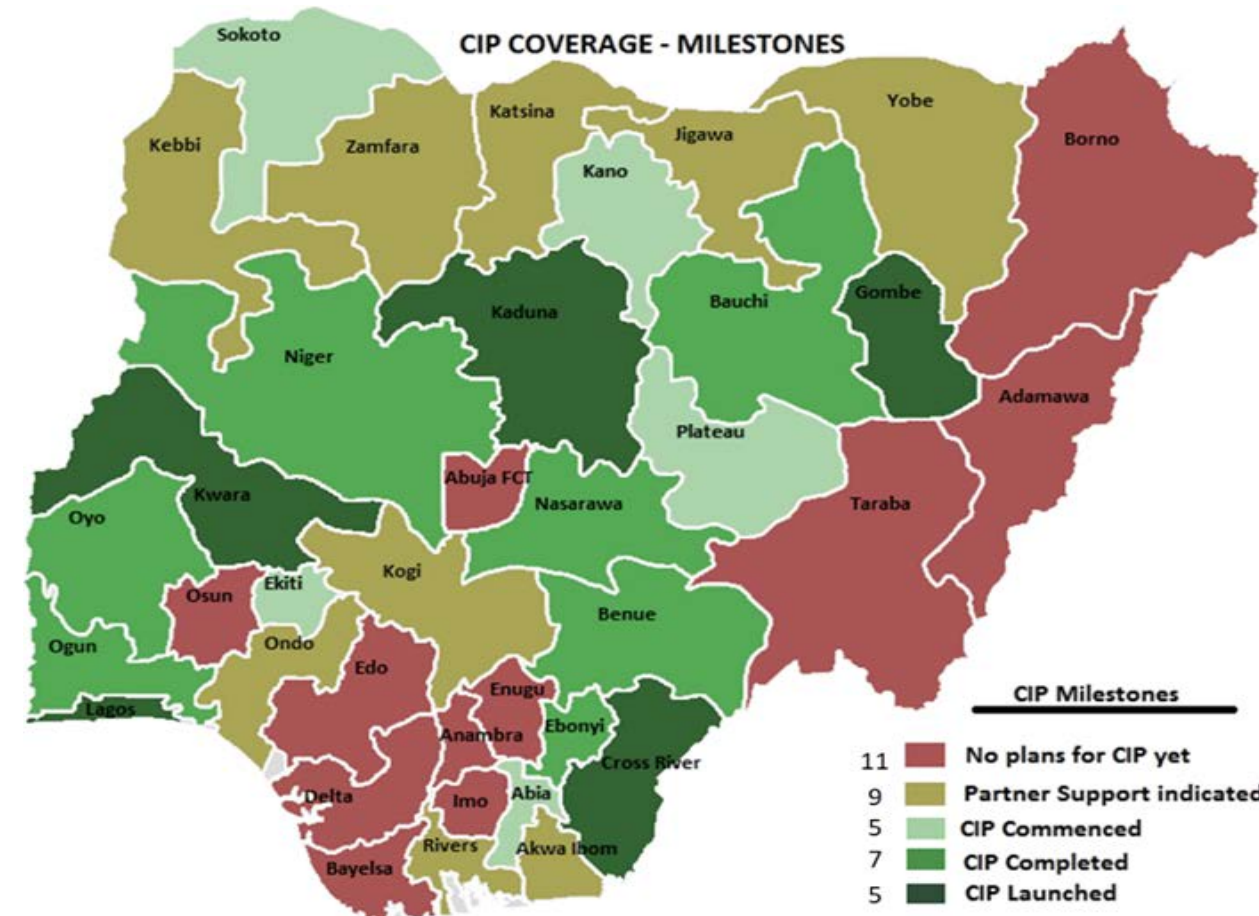 CIP COVERAGE - MILESTONES
Sokoto
Kebbi
Zamfara
Katsina
Jigawa
Yobe
Borno
Kano
Kaduna
Bauchi
Gombe
Niger
Adamawa
Plateau
Abuja FCT
Nasarawa
Taraba
Kwara
Oyo
Kogi
Ekiti
Osun
Benue
Ogun
Ondo
Edo
Enugu
Lagos
Anambra
Ebonyi
Cross River
Delta
Imo
Abia
Rivers
Akwa Ibom
Bayelsa
CIP Milestones
11 No plans for CIP yet
9 Partner Support indicated
5 CIP Commenced
7 CIP Completed
5 CIP Launched